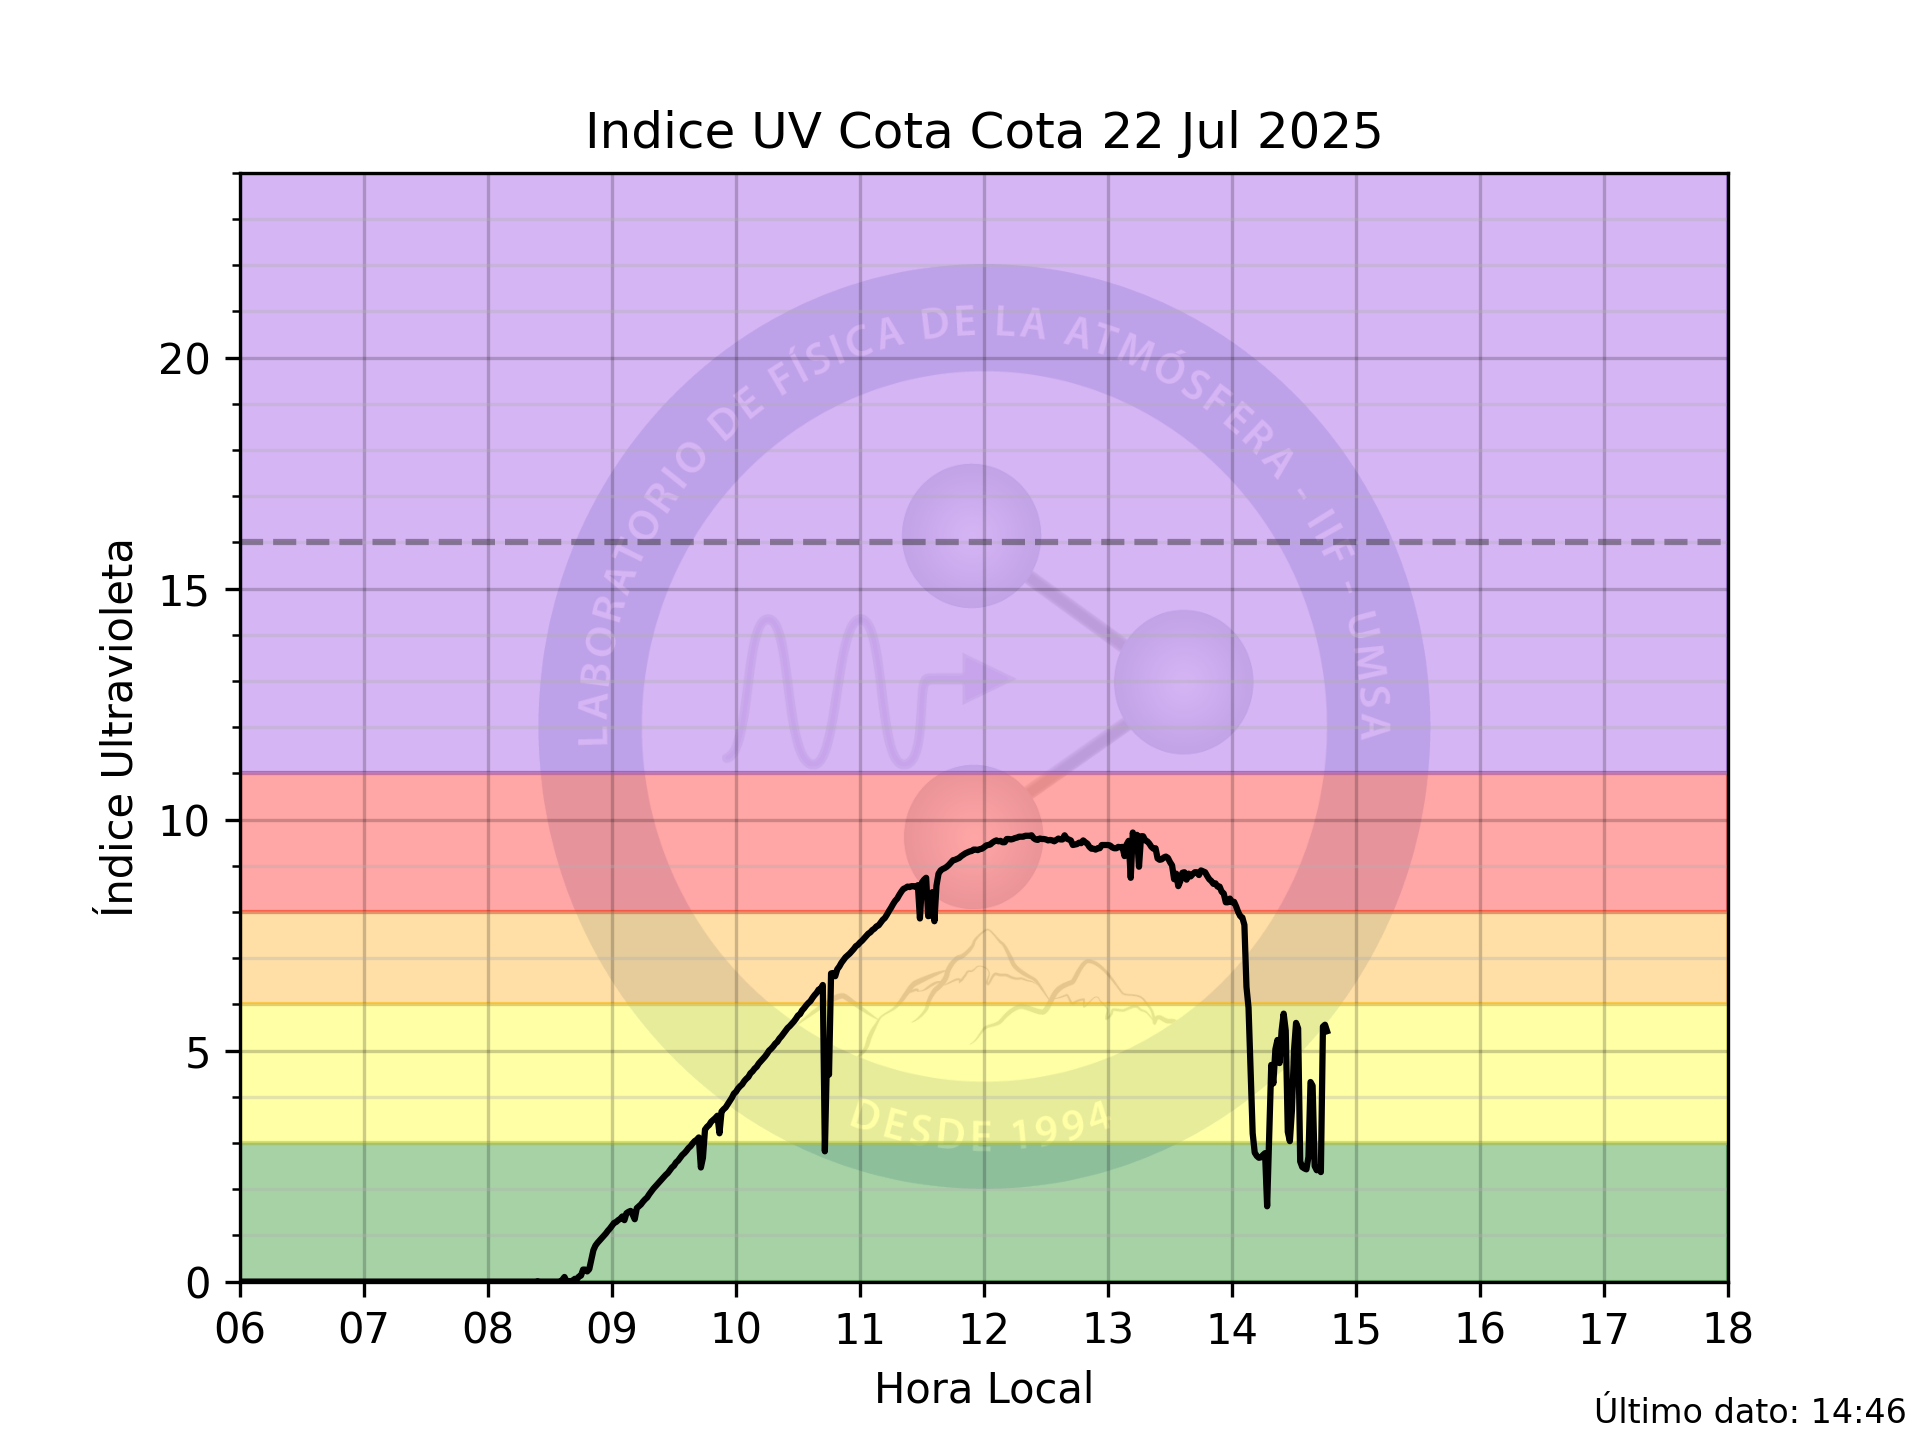 Indice UV Cota Cota 22 Jul 2025
Índice Ultravioleta
20
15
10
5
0
LABORATORIO DE FÍSICA DE LA ATMÓSFERA - IIF - UMSA
DESDE 1994
06 07 08 09 10 11 12 13 14 15 16 17 18
Hora Local
Último dato: 14:46